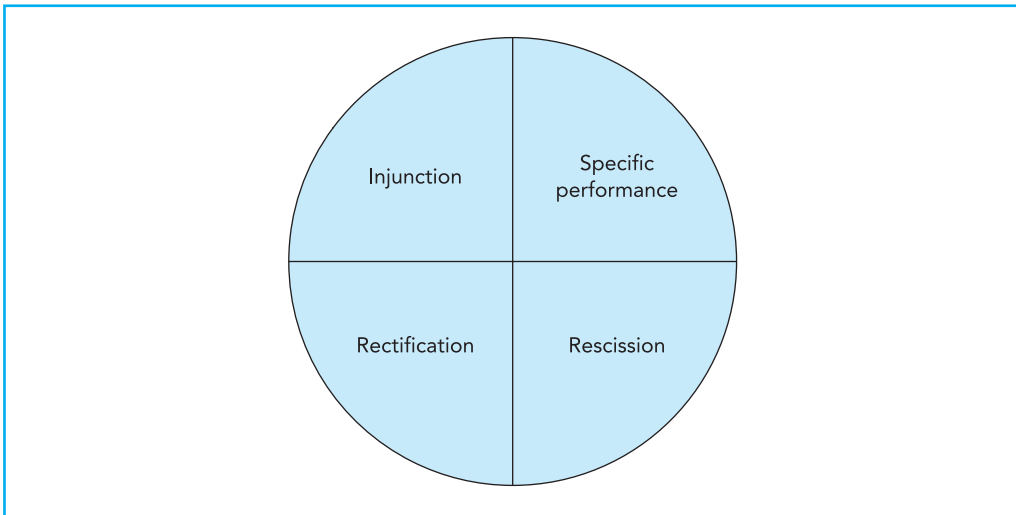 Injunction
Specific
performance
Rectification
Rescission